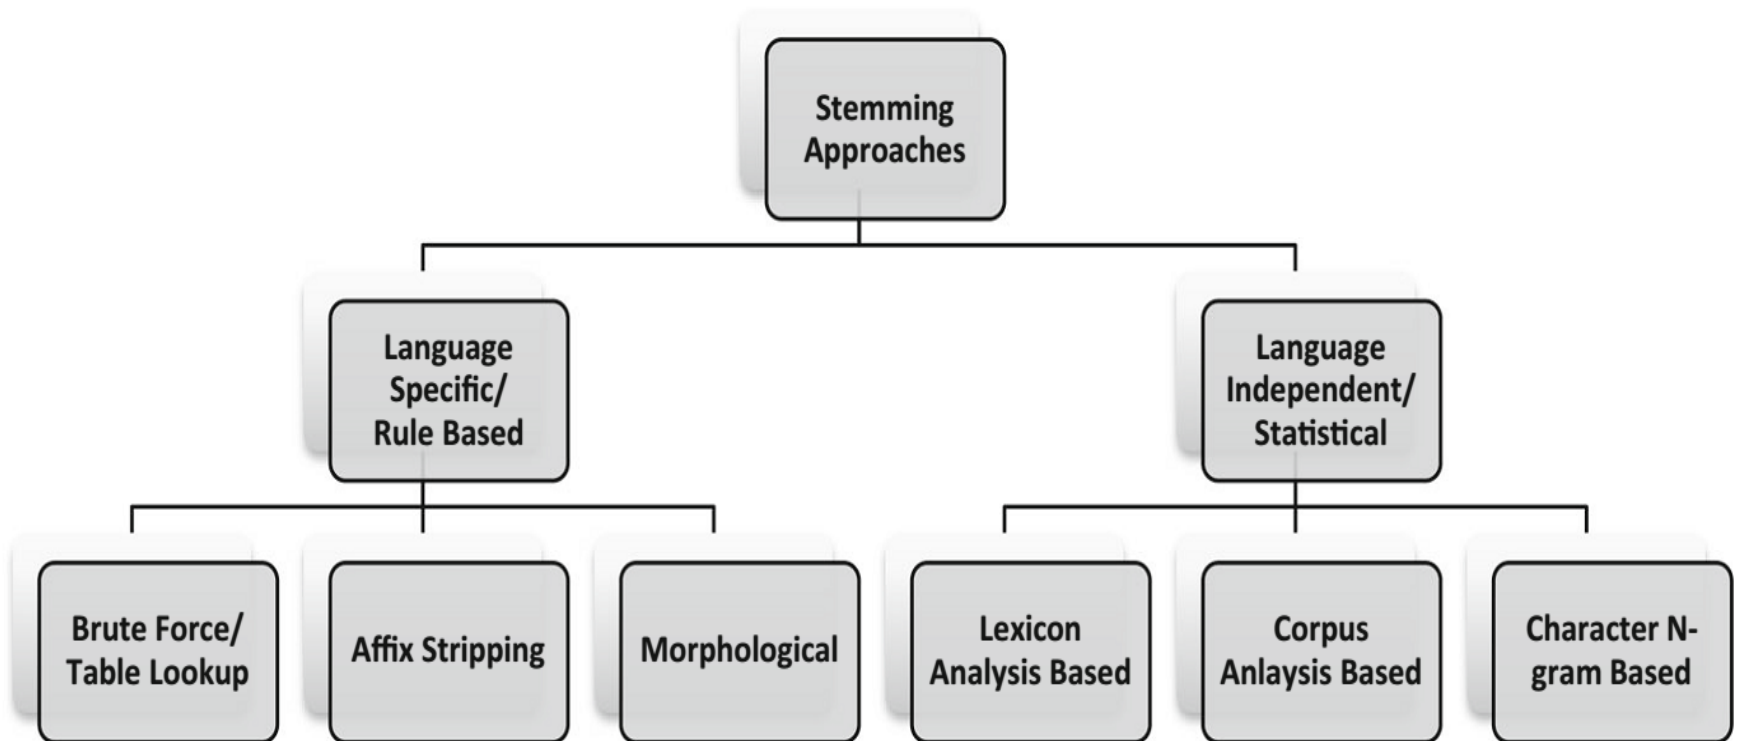 Stemming
Approaches
Language
Specific/
Rule Based
Language
Independent/
Statistical
Brute Force/
Table Lookup
Affix Stripping
Morphological
Lexicon
Analysis Based
Corpus
Anlaysis Based
Character N-
gram Based